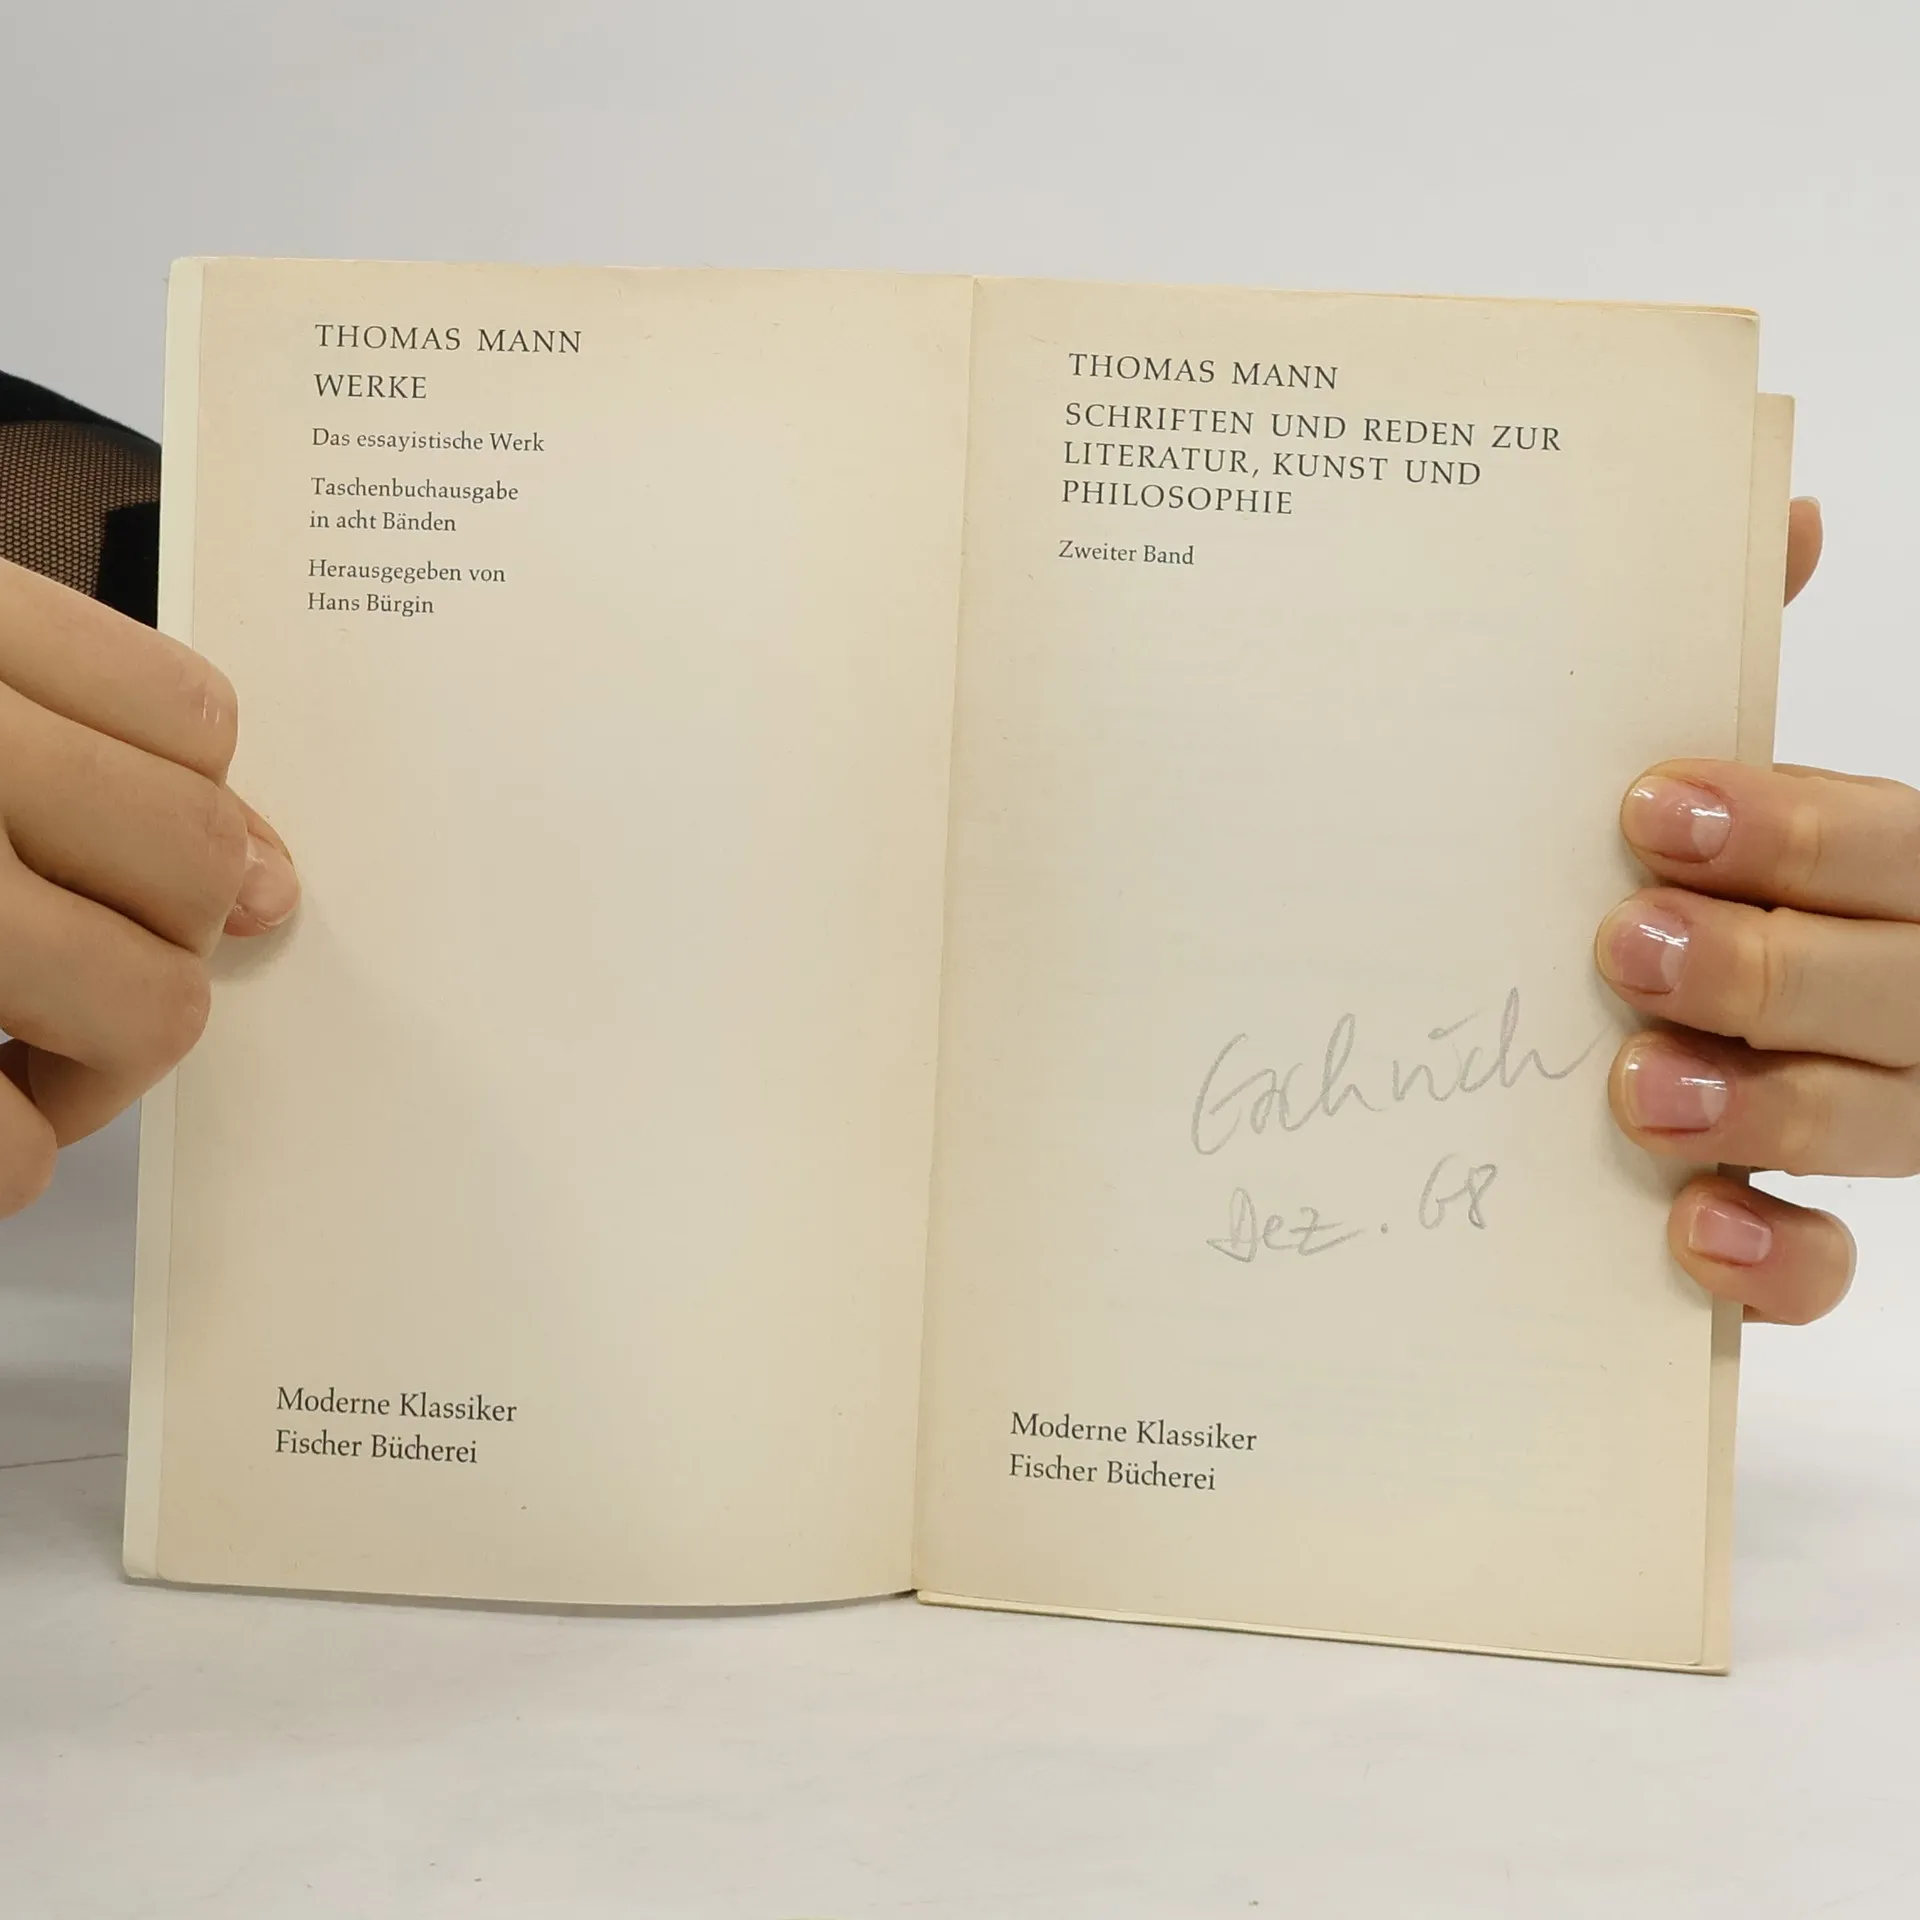 THOMAS MANN
WERKE
Das essayistische Werk
Taschenbuchausgabe
in acht Bänden
Herausgegeben von
Hans Bürgin
Moderne Klassiker
Fischer Bücherei
THOMAS MANN
SCHRIFTEN UND REDEN ZUR
LITERATUR, KUNST UND
PHILOSOPHIE
Zweiter Band
Dez. 68
Moderne Klassiker
Fischer Bücherei